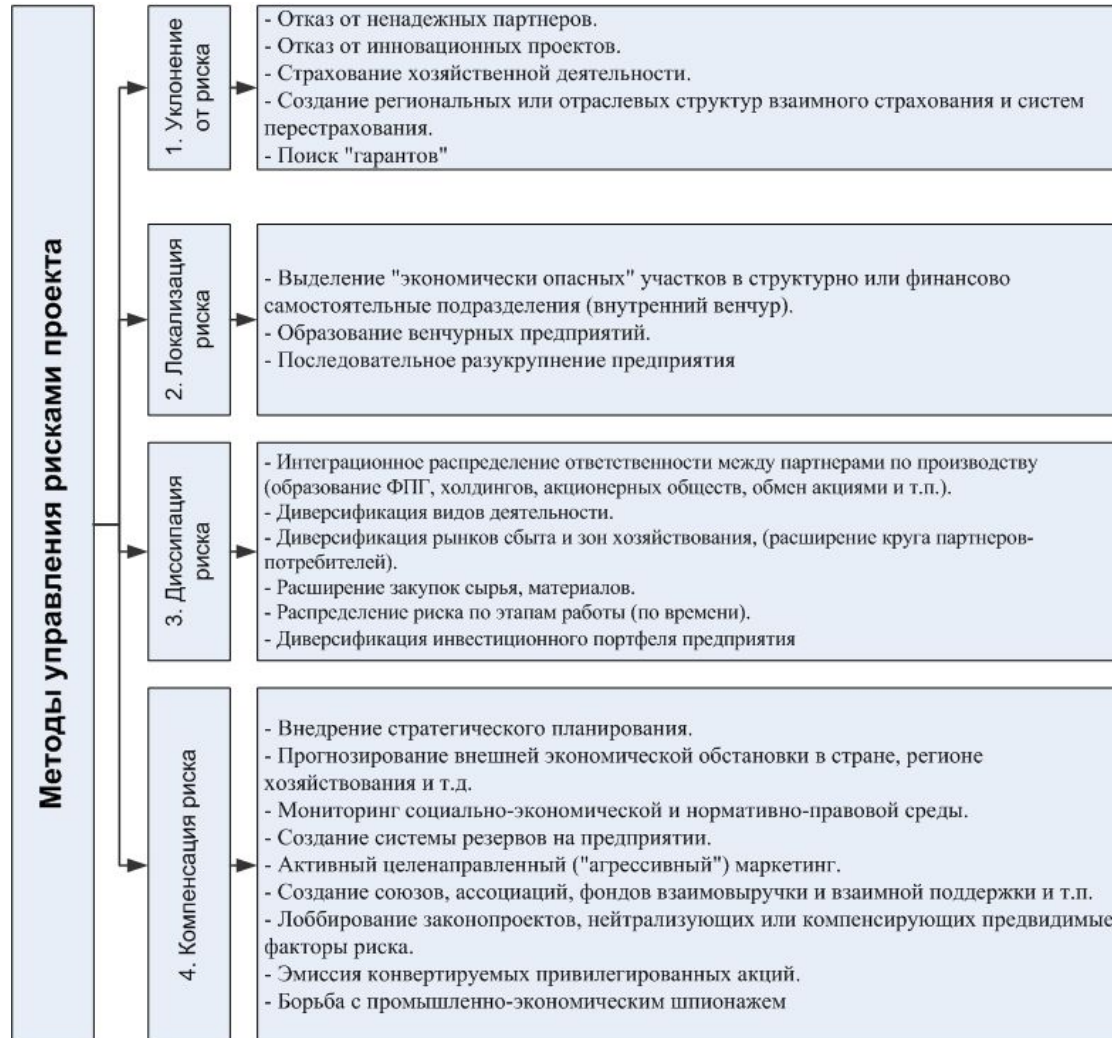 Методы управления рисками проекта
1. Уклонение
от риска
- Отказ от ненадежных партнеров.
- Отказ от инновационных проектов.
- Страхование хозяйственной деятельности.
- Создание региональных или отраслевых структур взаимного страхования и систем
перестрахования.
- Поиск "гарантов"
2. Локализация
риска
- Выделение "экономически опасных" участков в структурно или финансово
самостоятельные подразделения (внутренний венчур).
- Образование венчурных предприятий.
- Последовательное разукрупнение предприятия
3. Диссипация
риска
- Интеграционное распределение ответственности между партнерами по производству
(образование ФПГ, холдингов, акционерных обществ, обмен акциями и т.п.).
- Диверсификация видов деятельности.
- Диверсификация рынков сбыта и зон хозяйствования, (расширение круга партнеров-
потребителей).
- Расширение закупок сырья, материалов.
- Распределение риска по этапам работы (по времени).
- Диверсификация инвестиционного портфеля предприятия
4. Компенсация риска
- Внедрение стратегического планирования.
- Прогнозирование внешней экономической обстановки в стране, регионе
хозяйствования и т.д.
- Мониторинг социально-экономической и нормативно-правовой среды.
- Создание системы резервов на предприятии.
- Активный целенаправленный ("агрессивный") маркетинг.
- Создание союзов, ассоциаций, фондов взаимовыручки и взаимной поддержки и т.п.
- Лоббирование законопроектов, нейтрализующих или компенсирующих предвидимые
факторы риска.
- Эмиссия конвертируемых привилегированных акций.
- Борьба с промышленно-экономическим шпионажем